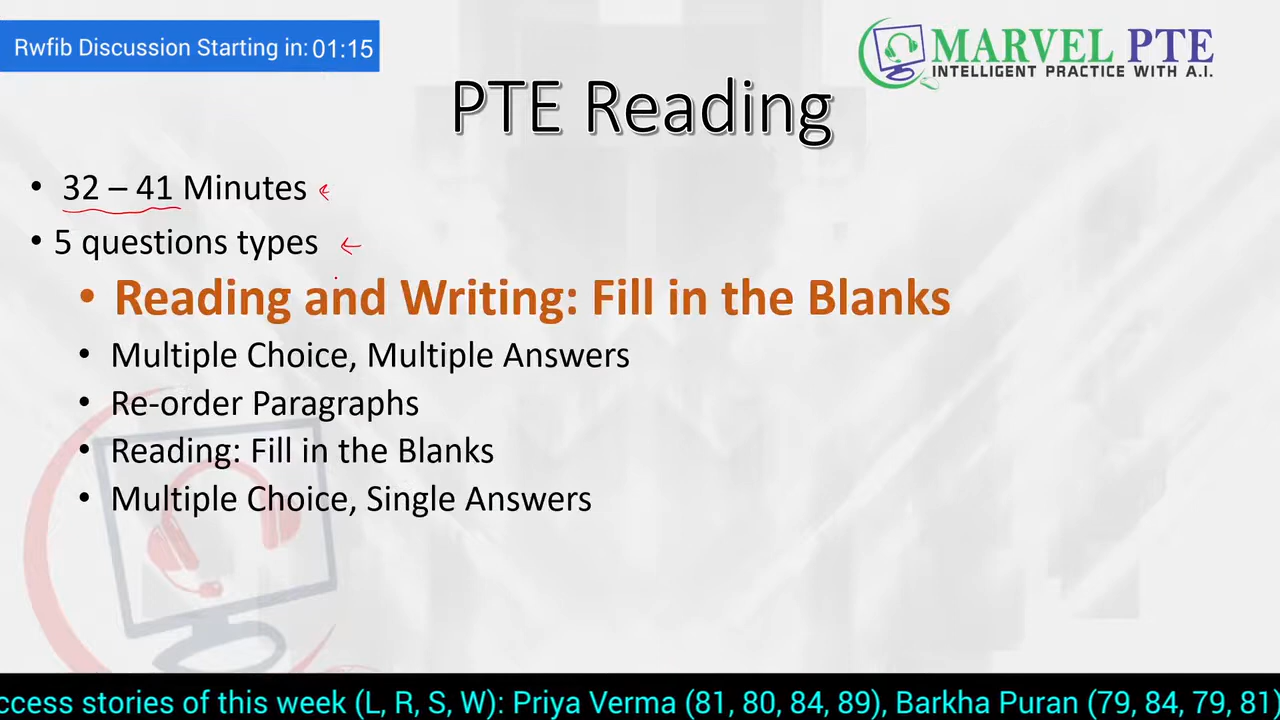 Rwfib Discussion Starting in: 01:15
MARVEL PTE
INTELLIGENT PRACTICE WITH A.I.
PTE Reading
• 32 – 41 Minutes
• 5 questions types
• Reading and Writing: Fill in the Blanks
• Multiple Choice, Multiple Answers
• Re-order Paragraphs
• Reading: Fill in the Blanks
• Multiple Choice, Single Answers
ccess stories of this week (L, R, S, W): Priya Verma (81, 80, 84, 89), Barkha Puran (79, 84, 79, 81)